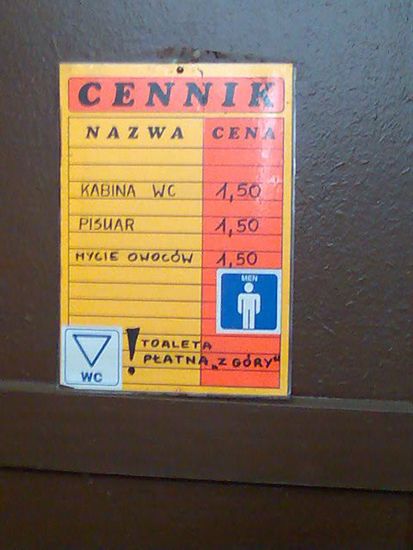 CENNIK
NAZWA CENA
KABINA WC 1,50
PISUAR 1,50
MYCIE OWOCÓW 1,50
MEN
! TOALETA
PŁATNA „Z GÓRY"
WC